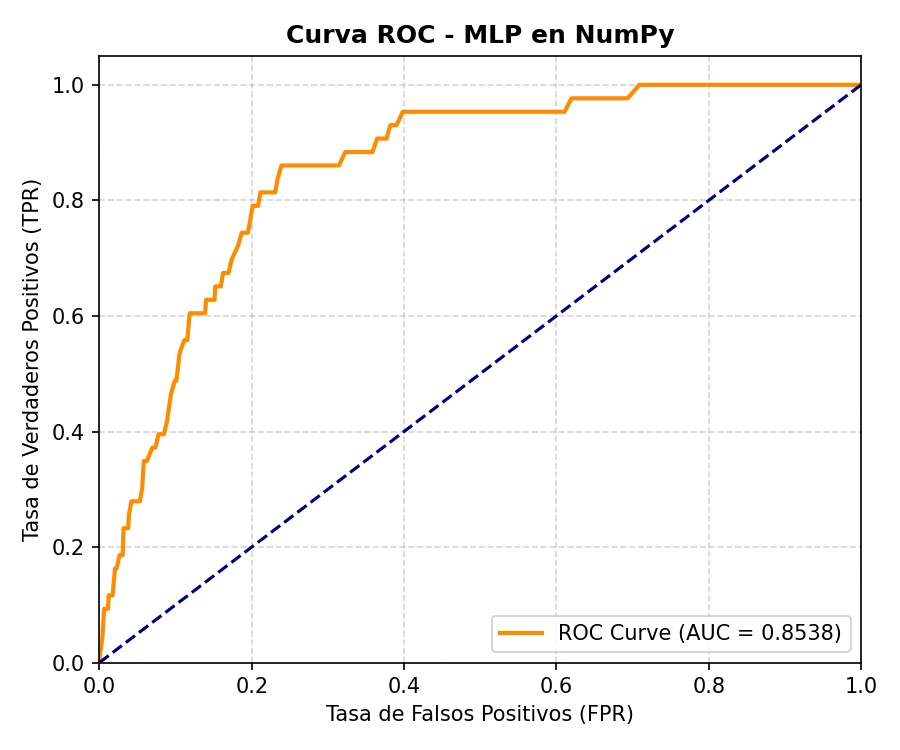 Curva ROC - MLP en NumPy
1.0
0.8
0.6
0.4
0.2
0.0
Tasa de Verdaderos Positivos (TPR)
ROC Curve (AUC = 0.8538)
0.0 0.2 0.4 0.6 0.8 1.0
Tasa de Falsos Positivos (FPR)